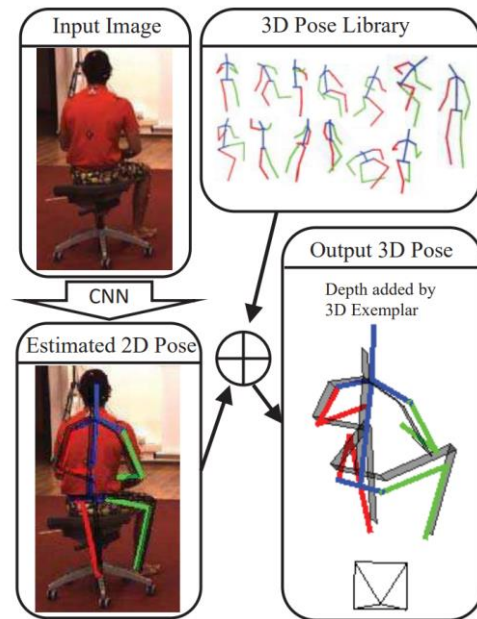 Input Image
3D Pose Library
CNN
Estimated 2D Pose
Output 3D Pose
Depth added by
3D Exemplar